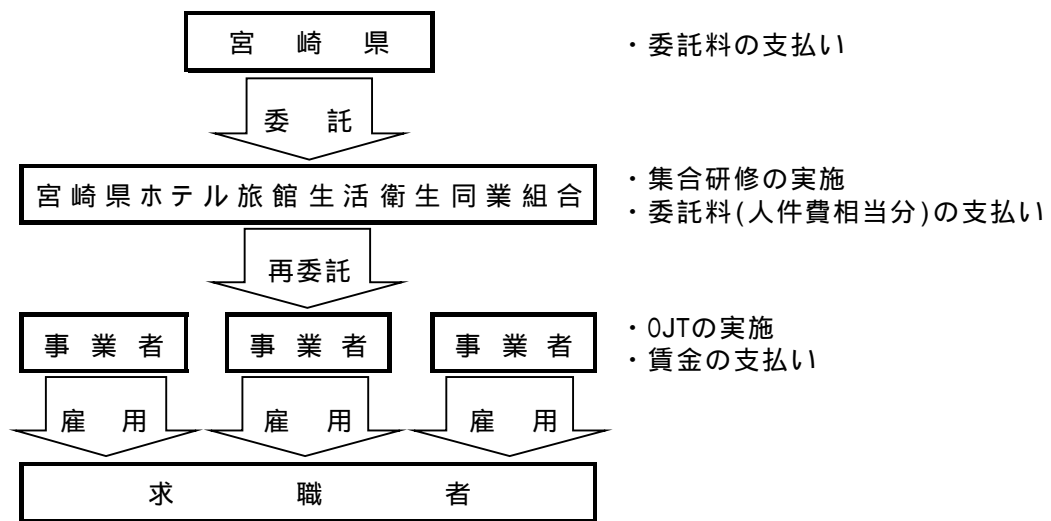 宮崎県
・委託料の支払い
委託
宮崎県ホテル旅館生活衛生同業組合
・集合研修の実施
・委託料(人件費相当分)の支払い
再委託
事業者 事業者 事業者
・OJTの実施
・賃金の支払い
雇用 雇用 雇用
求職者